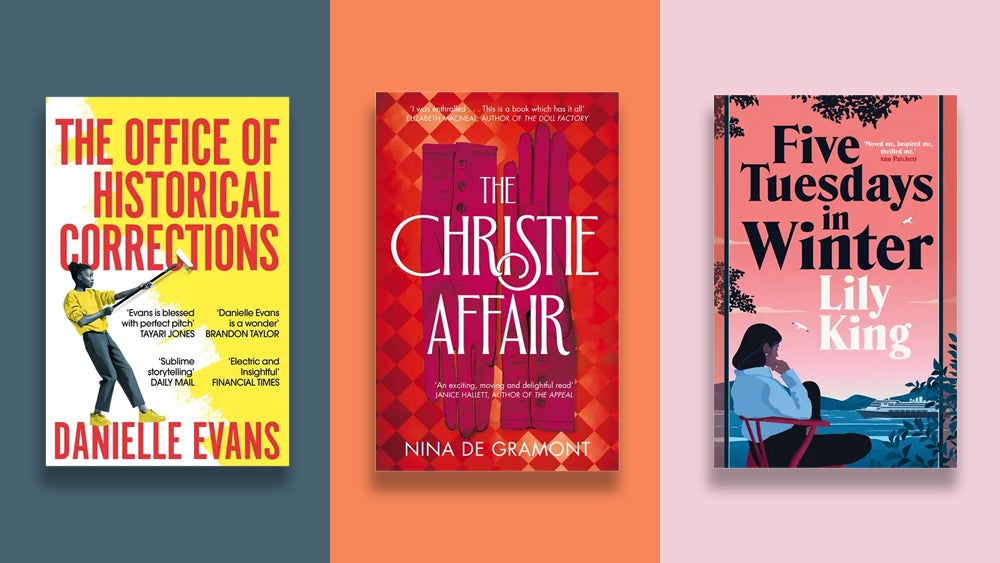 THE OFFICE OF
HISTORICAL
CORRECTIONS
'Evans is blessed
with perfect pitch'
TAYARI JONES
'Danielle Evans
is a wonder'
BRANDON TAYLOR
'Sublime
storytelling'
DAILY MAIL
'Electric and
Insightful'
FINANCIAL TIMES
DANIELLE EVANS
'I was enthralled . . . This is a book which has it all'
ELIZABETH MACNEAL, AUTHOR OF THE DOLL FACTORY
THE
CHRISTIE
AFFAIR
'An exciting, moving and delightful read'
JANICE HALLETT, AUTHOR OF THE APPEAL
NINA DE GRAMONT
Five
Tuesdays
in
Winter
'Moved me, inspired me,
thrilled me.'
Ann Patchett
Lily
King